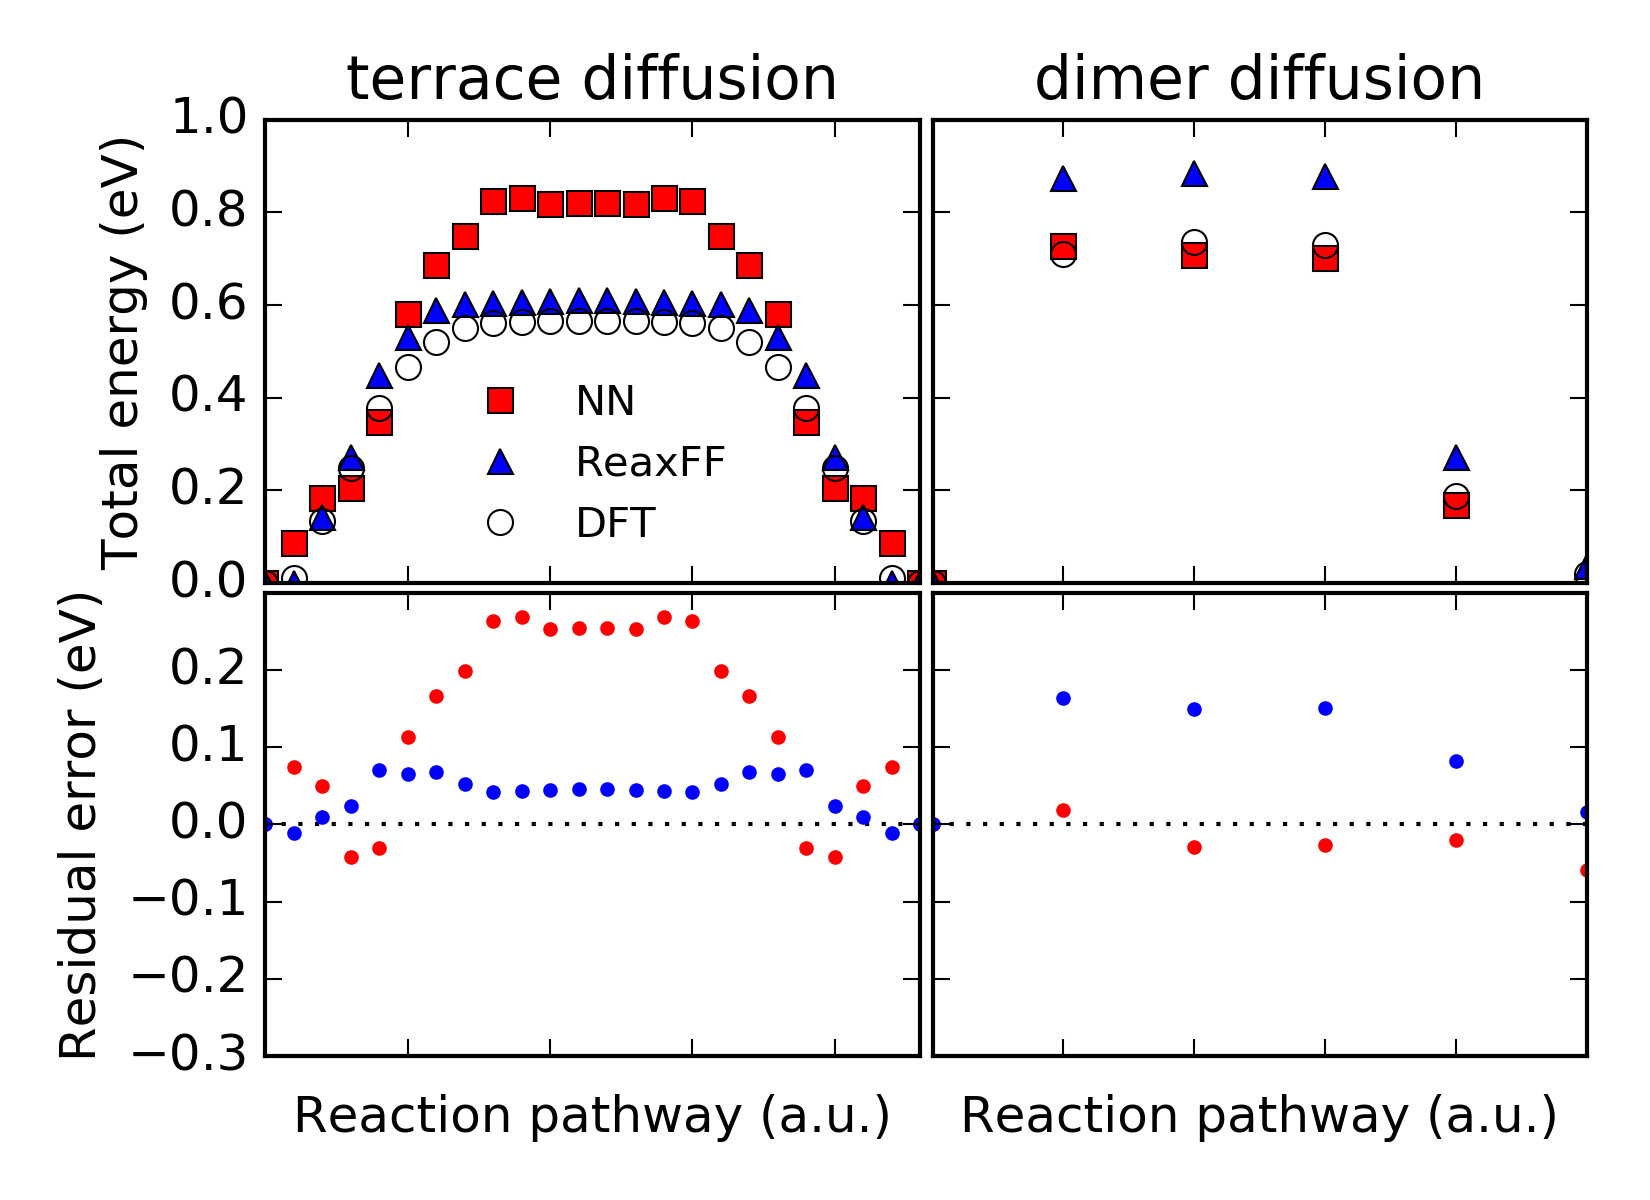 terrace diffusion
dimer diffusion
Total energy (eV)
1.0
0.8
0.6
0.4
0.2
0.0
NN
ReaxFF
DFT
Residual error (eV)
0.2
0.1
0.0
−0.1
−0.2
−0.3
Reaction pathway (a.u.)
Reaction pathway (a.u.)